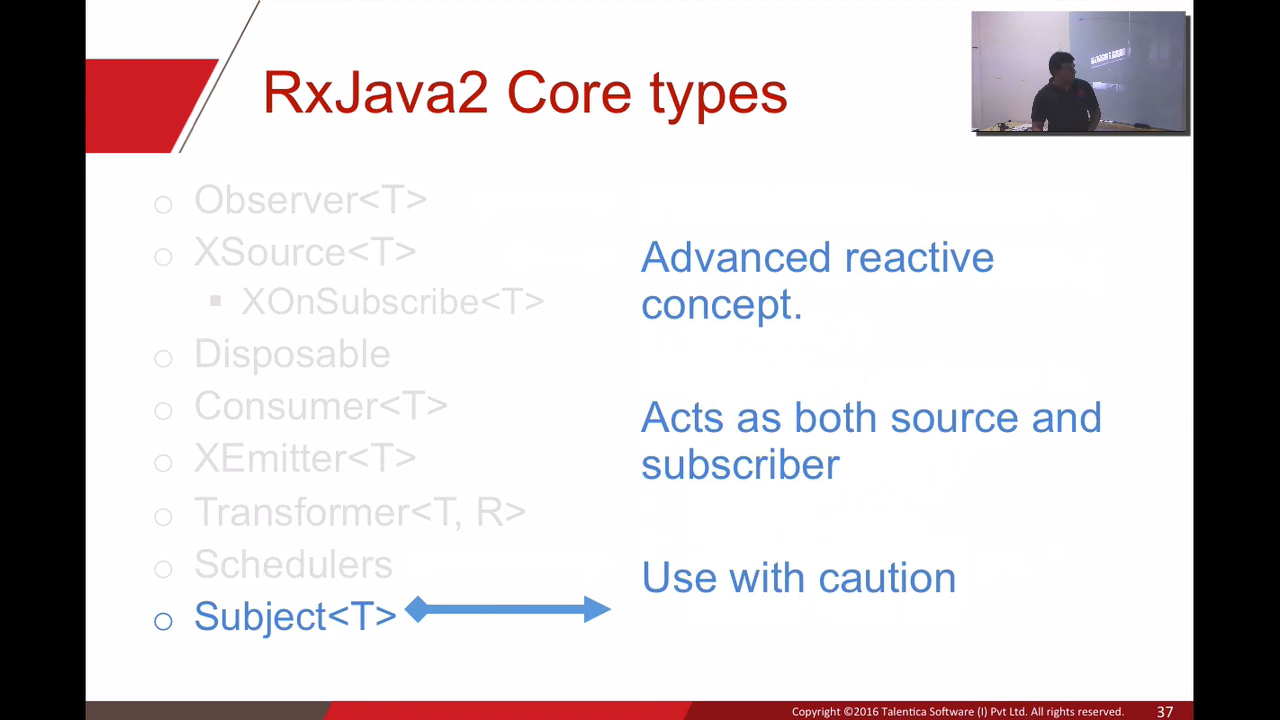 RxJava2 Core types
Observer<T>
XSource<T>
XOnSubscribe<T>
Disposable
Consumer<T>
XEmitter<T>
Transformer<T, R>
Schedulers
Subject<T>
Advanced reactive
concept.
Acts as both source and
subscriber
Use with caution
Copyright ©2016 Talentica Software (I) Pvt Ltd. All rights reserved.
37